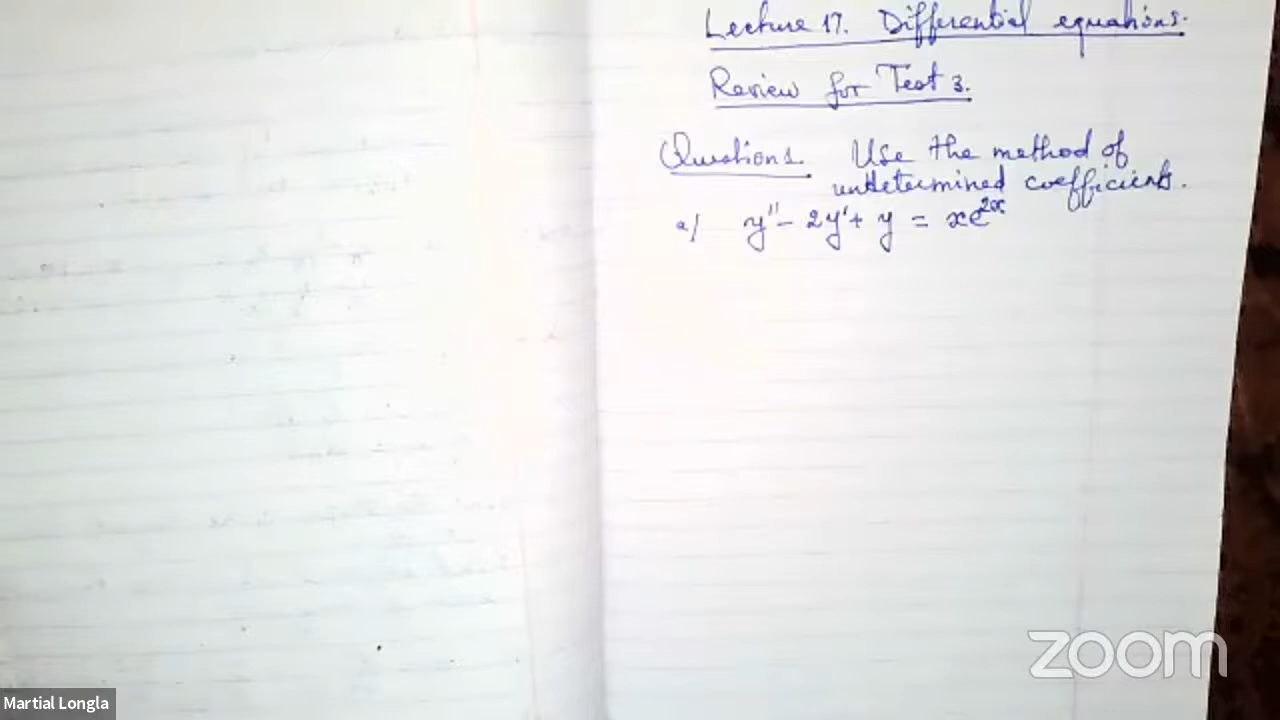 Lecture 17. Differential equations.
Review for Test 3.
Questions. Use the method of
undetermined coefficients.
a/ y'' - 2y' + y = xe^{2x}
zoom
Martial Longla